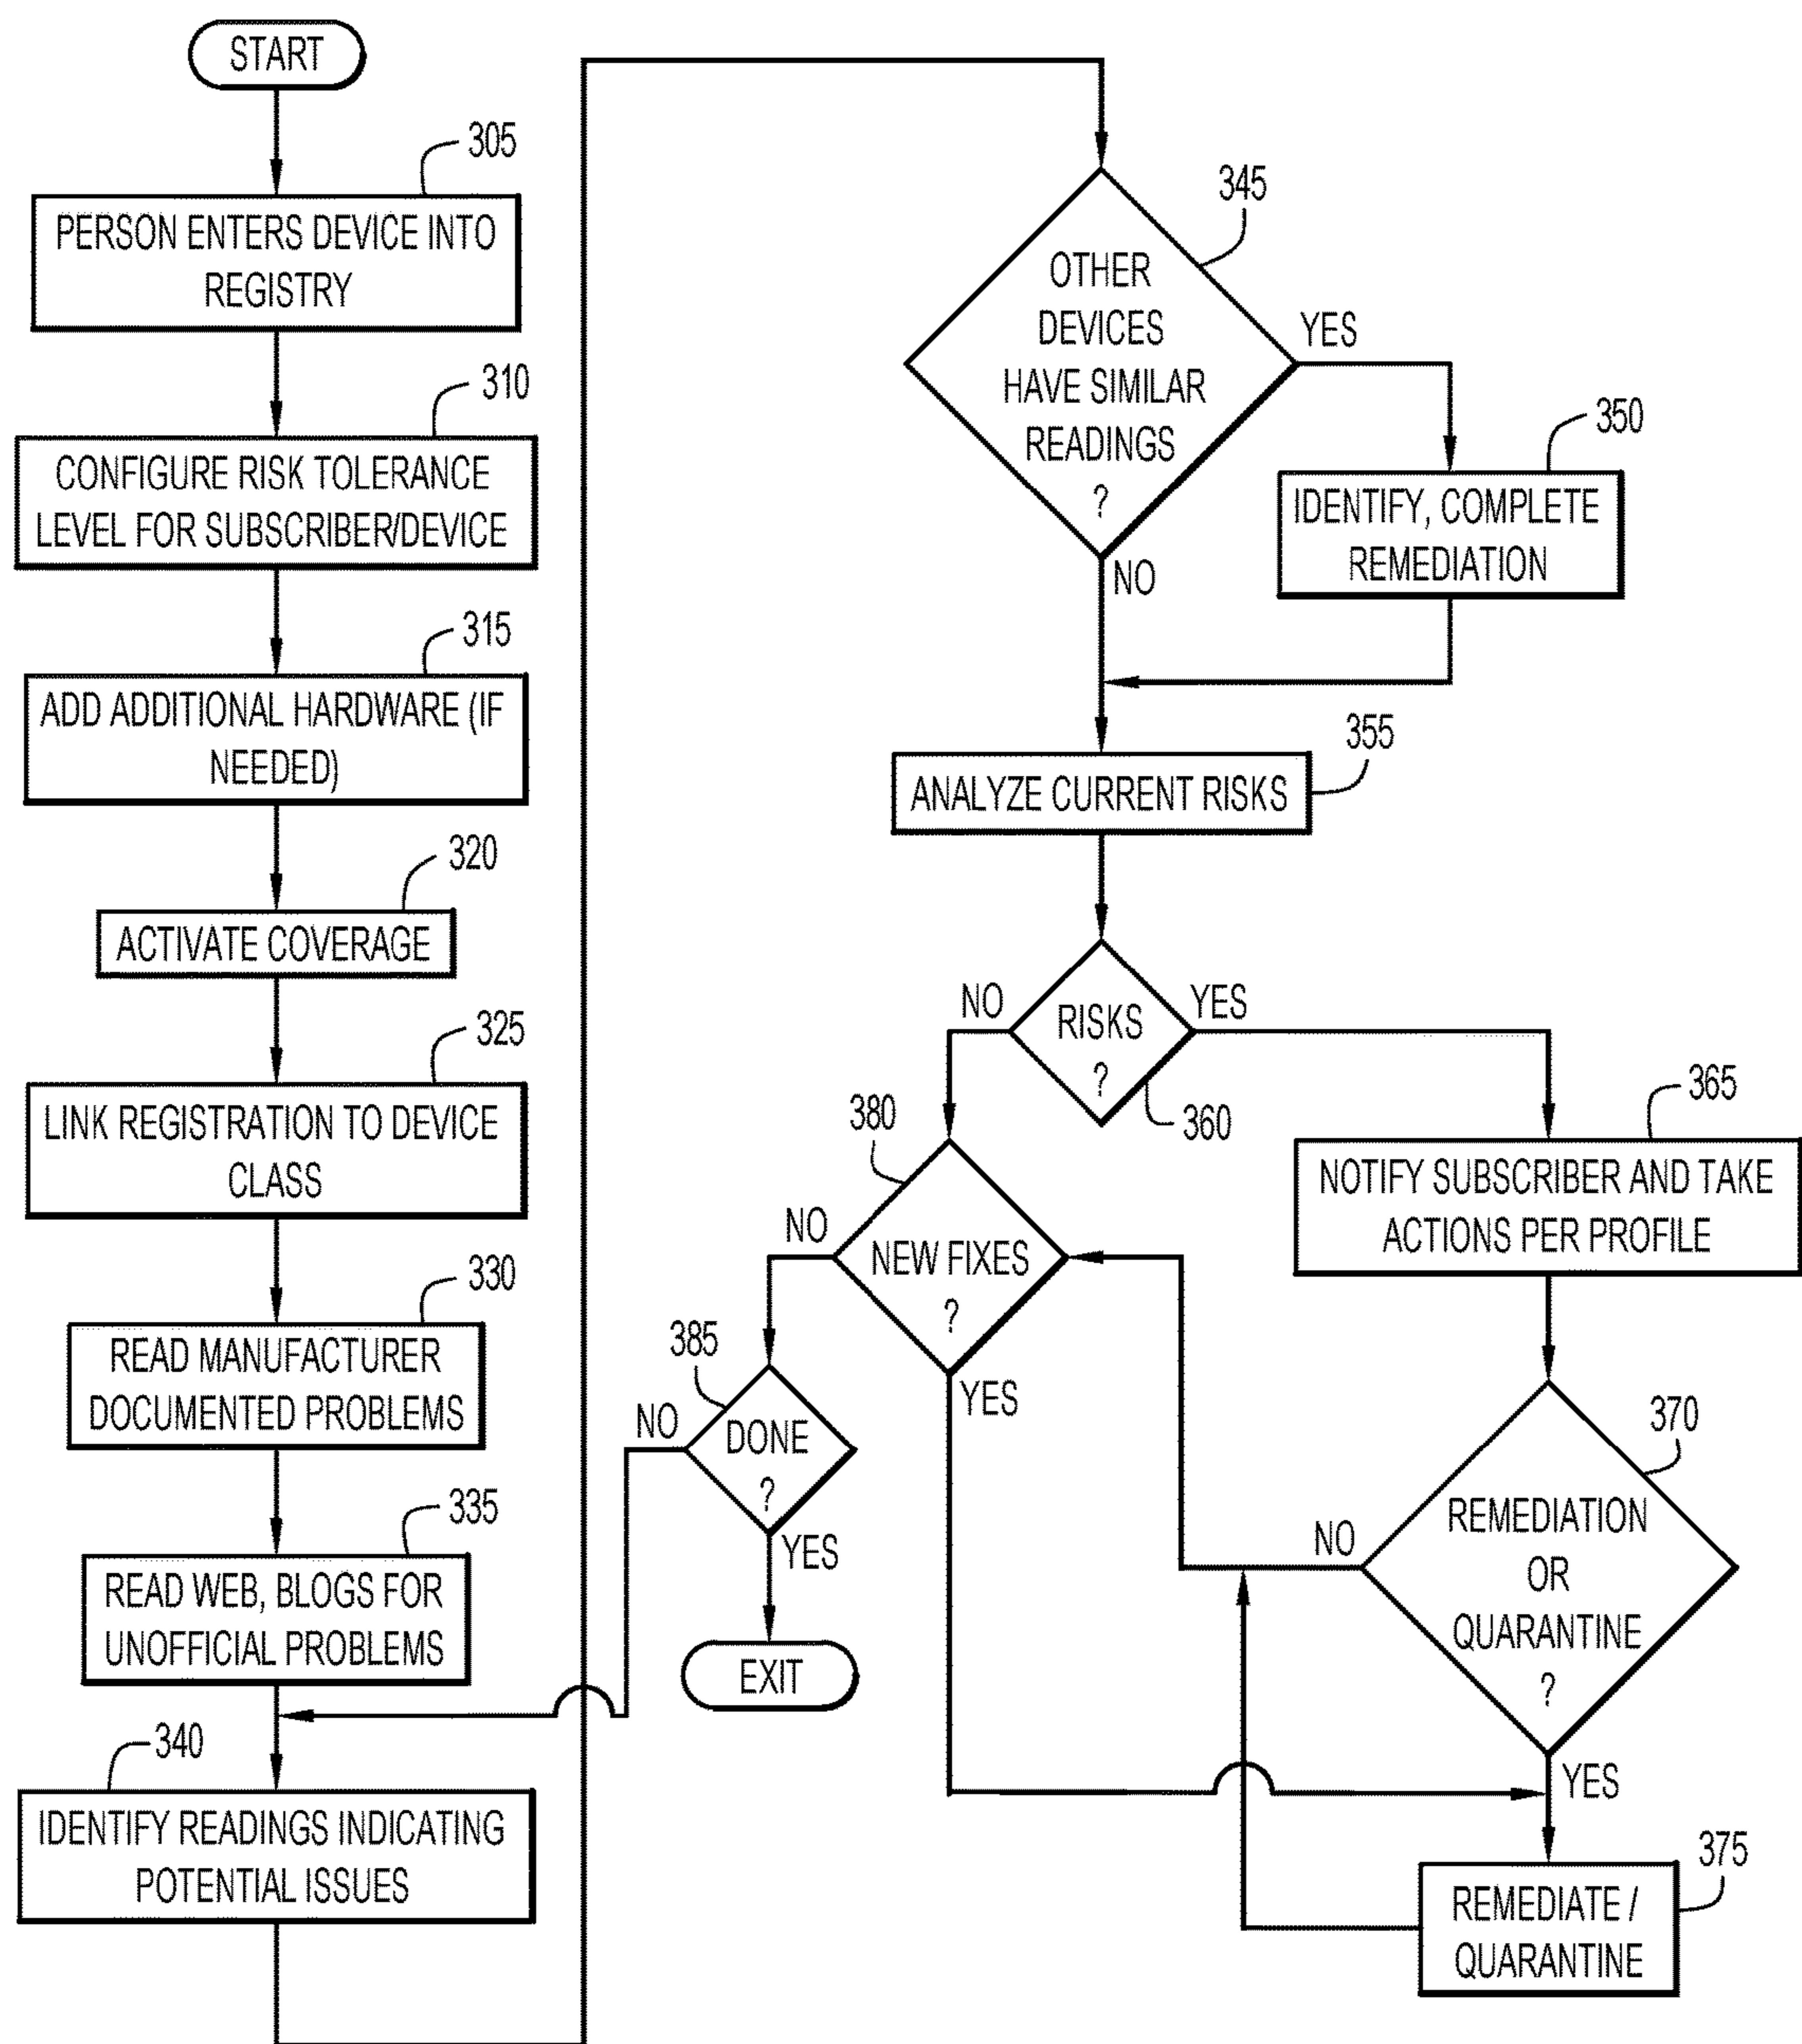 START
305
PERSON ENTERS DEVICE INTO
REGISTRY
310
CONFIGURE RISK TOLERANCE
LEVEL FOR SUBSCRIBER/DEVICE
315
ADD ADDITIONAL HARDWARE (IF
NEEDED)
320
ACTIVATE COVERAGE
325
LINK REGISTRATION TO DEVICE
CLASS
330
READ MANUFACTURER
DOCUMENTED PROBLEMS
335
READ WEB, BLOGS FOR
UNOFFICIAL PROBLEMS
340
IDENTIFY READINGS INDICATING
POTENTIAL ISSUES
345
OTHER
DEVICES
HAVE SIMILAR
READINGS
?
YES
NO
350
IDENTIFY, COMPLETE
REMEDIATION
355
ANALYZE CURRENT RISKS
NO
RISKS
?
YES
360
365
NOTIFY SUBSCRIBER AND TAKE
ACTIONS PER PROFILE
370
REMEDIATION
OR
QUARANTINE
?
NO
YES
375
REMEDIATE /
QUARANTINE
380
NEW FIXES
?
NO
YES
385
DONE
?
NO
YES
EXIT